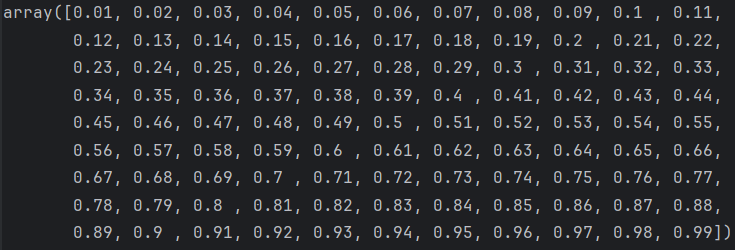 array([0.01, 0.02, 0.03, 0.04, 0.05, 0.06, 0.07, 0.08, 0.09, 0.1 , 0.11,
       0.12, 0.13, 0.14, 0.15, 0.16, 0.17, 0.18, 0.19, 0.2 , 0.21, 0.22,
       0.23, 0.24, 0.25, 0.26, 0.27, 0.28, 0.29, 0.3 , 0.31, 0.32, 0.33,
       0.34, 0.35, 0.36, 0.37, 0.38, 0.39, 0.4 , 0.41, 0.42, 0.43, 0.44,
       0.45, 0.46, 0.47, 0.48, 0.49, 0.5 , 0.51, 0.52, 0.53, 0.54, 0.55,
       0.56, 0.57, 0.58, 0.59, 0.6 , 0.61, 0.62, 0.63, 0.64, 0.65, 0.66,
       0.67, 0.68, 0.69, 0.7 , 0.71, 0.72, 0.73, 0.74, 0.75, 0.76, 0.77,
       0.78, 0.79, 0.8 , 0.81, 0.82, 0.83, 0.84, 0.85, 0.86, 0.87, 0.88,
       0.89, 0.9 , 0.91, 0.92, 0.93, 0.94, 0.95, 0.96, 0.97, 0.98, 0.99])